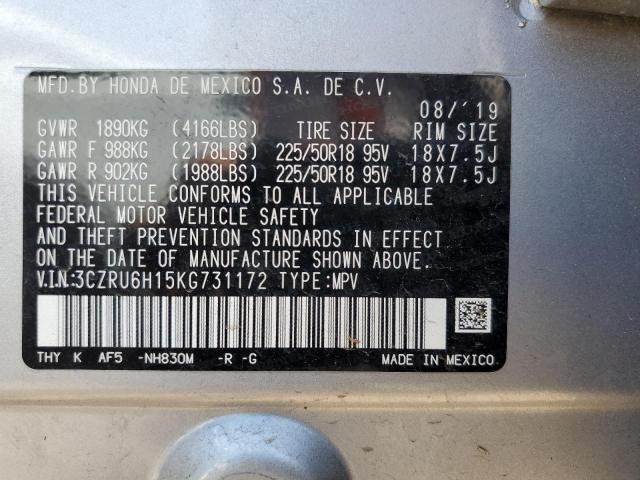 MFD.BY HONDA DE MEXICO S.A. DE C.V.
08/'19
GVWR 1890KG (4166LBS) TIRE SIZE RIM SIZE
GAWR F 988KG (2178LBS) 225/50R18 95V 18X7.5J
GAWR R 902KG (1988LBS) 225/50R18 95V 18X7.5J
THIS VEHICLE CONFORMS TO ALL APPLICABLE
FEDERAL MOTOR VEHICLE SAFETY
AND THEFT PREVENTION STANDARDS IN EFFECT
ON THE DATE OF MANUFACTURE SHOWN ABOVE.
V.I.N:3CZRU6H15KG731172 TYPE:MPV
THY K AF5 -NH830M -R -G MADE IN MEXICO